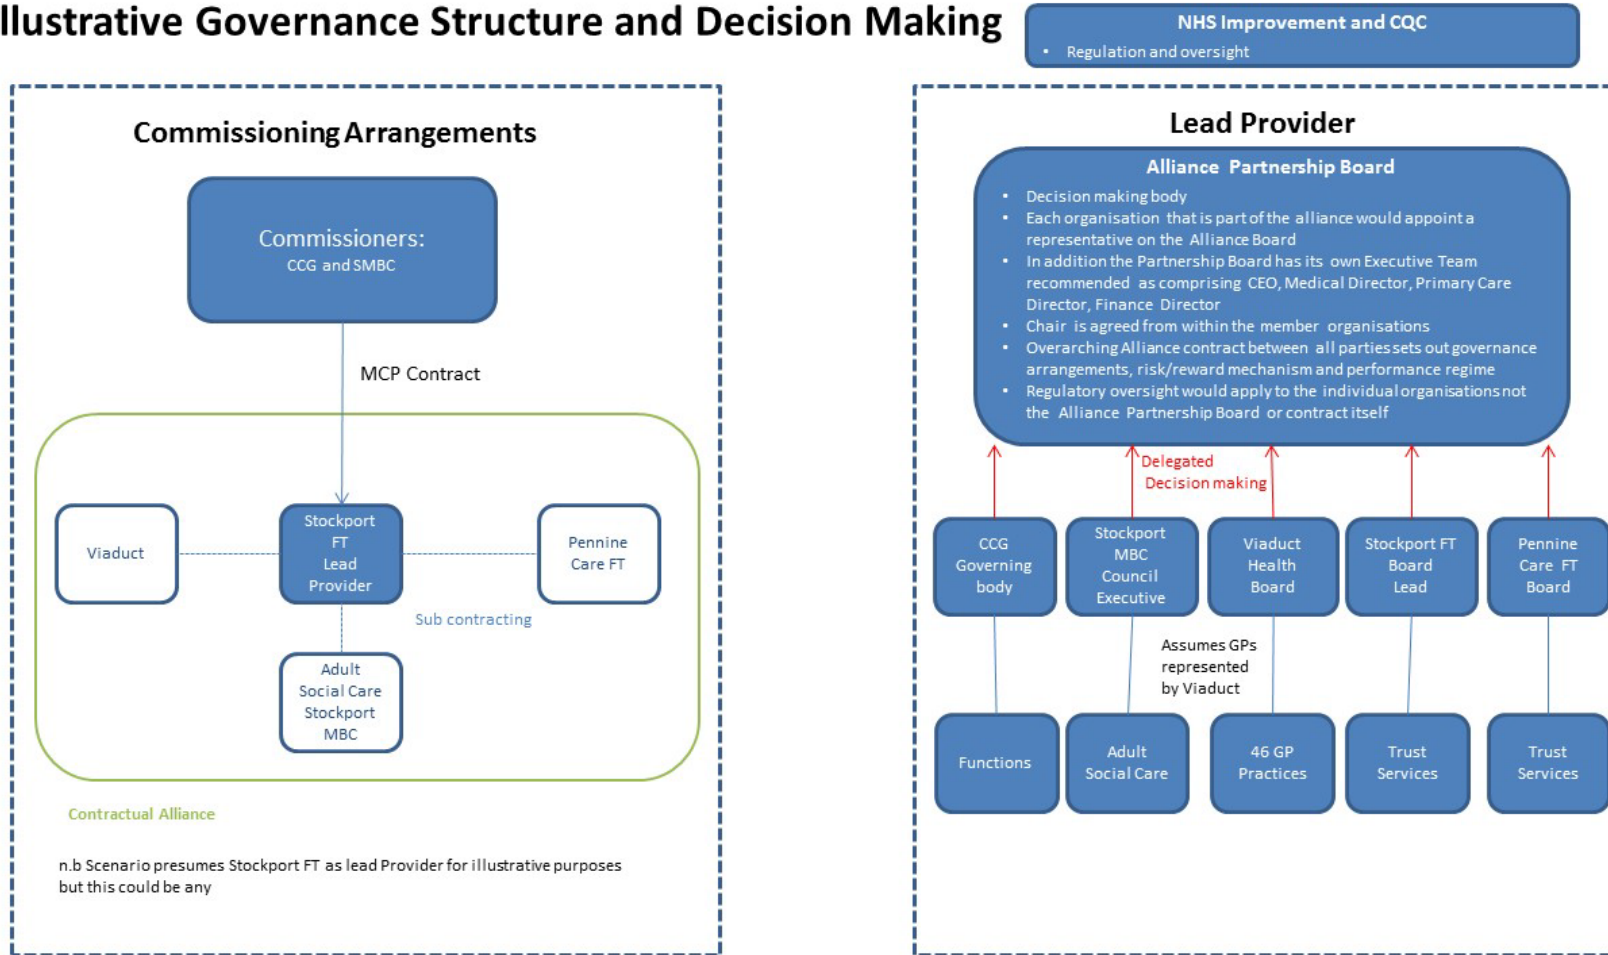 llustrative Governance Structure and Decision Making
NHS Improvement and CQC
• Regulation and oversight
Commissioning Arrangements
Commissioners:
CCG and SMBC
MCP Contract
Viaduct
Stockport
FT
Lead
Provider
Pennine
Care FT
Sub contracting
Adult
Social Care
Stockport
MBC
Contractual Alliance
n.b Scenario presumes Stockport FT as lead Provider for illustrative purposes
but this could be any
Lead Provider
Alliance Partnership Board
• Decision making body
• Each organisation that is part of the alliance would appoint a
representative on the Alliance Board
• In addition the Partnership Board has its own Executive Team
recommended as comprising CEO, Medical Director, Primary Care
Director, Finance Director
• Chair is agreed from within the member organisations
• Overarching Alliance contract between all parties sets out governance
arrangements, risk/reward mechanism and performance regime
• Regulatory oversight would apply to the individual organisations not
the Alliance Partnership Board or contract itself
Delegated
Decision making
CCG
Governing
body
Stockport
MBC
Council
Executive
Viaduct
Health
Board
Stockport FT
Board
Lead
Pennine
Care FT
Board
Assumes GPs
represented
by Viaduct
Functions
Adult
Social Care
46 GP
Practices
Trust
Services
Trust
Services